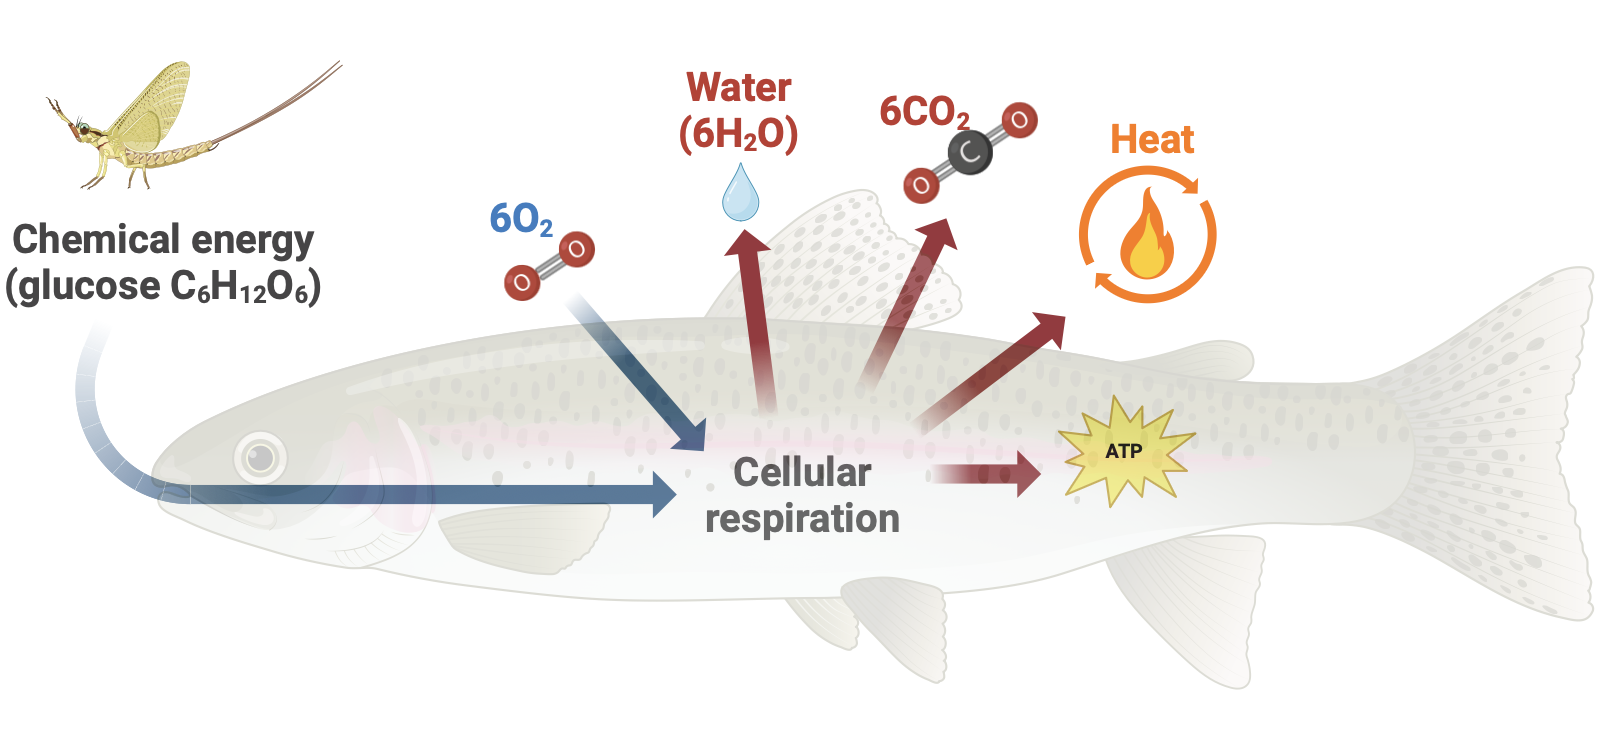 Chemical energy
(glucose C₆H₁₂O₆)
6O₂
O
O
Water
(6H₂O)
6CO₂
O
C
O
Heat
Cellular
respiration
ATP